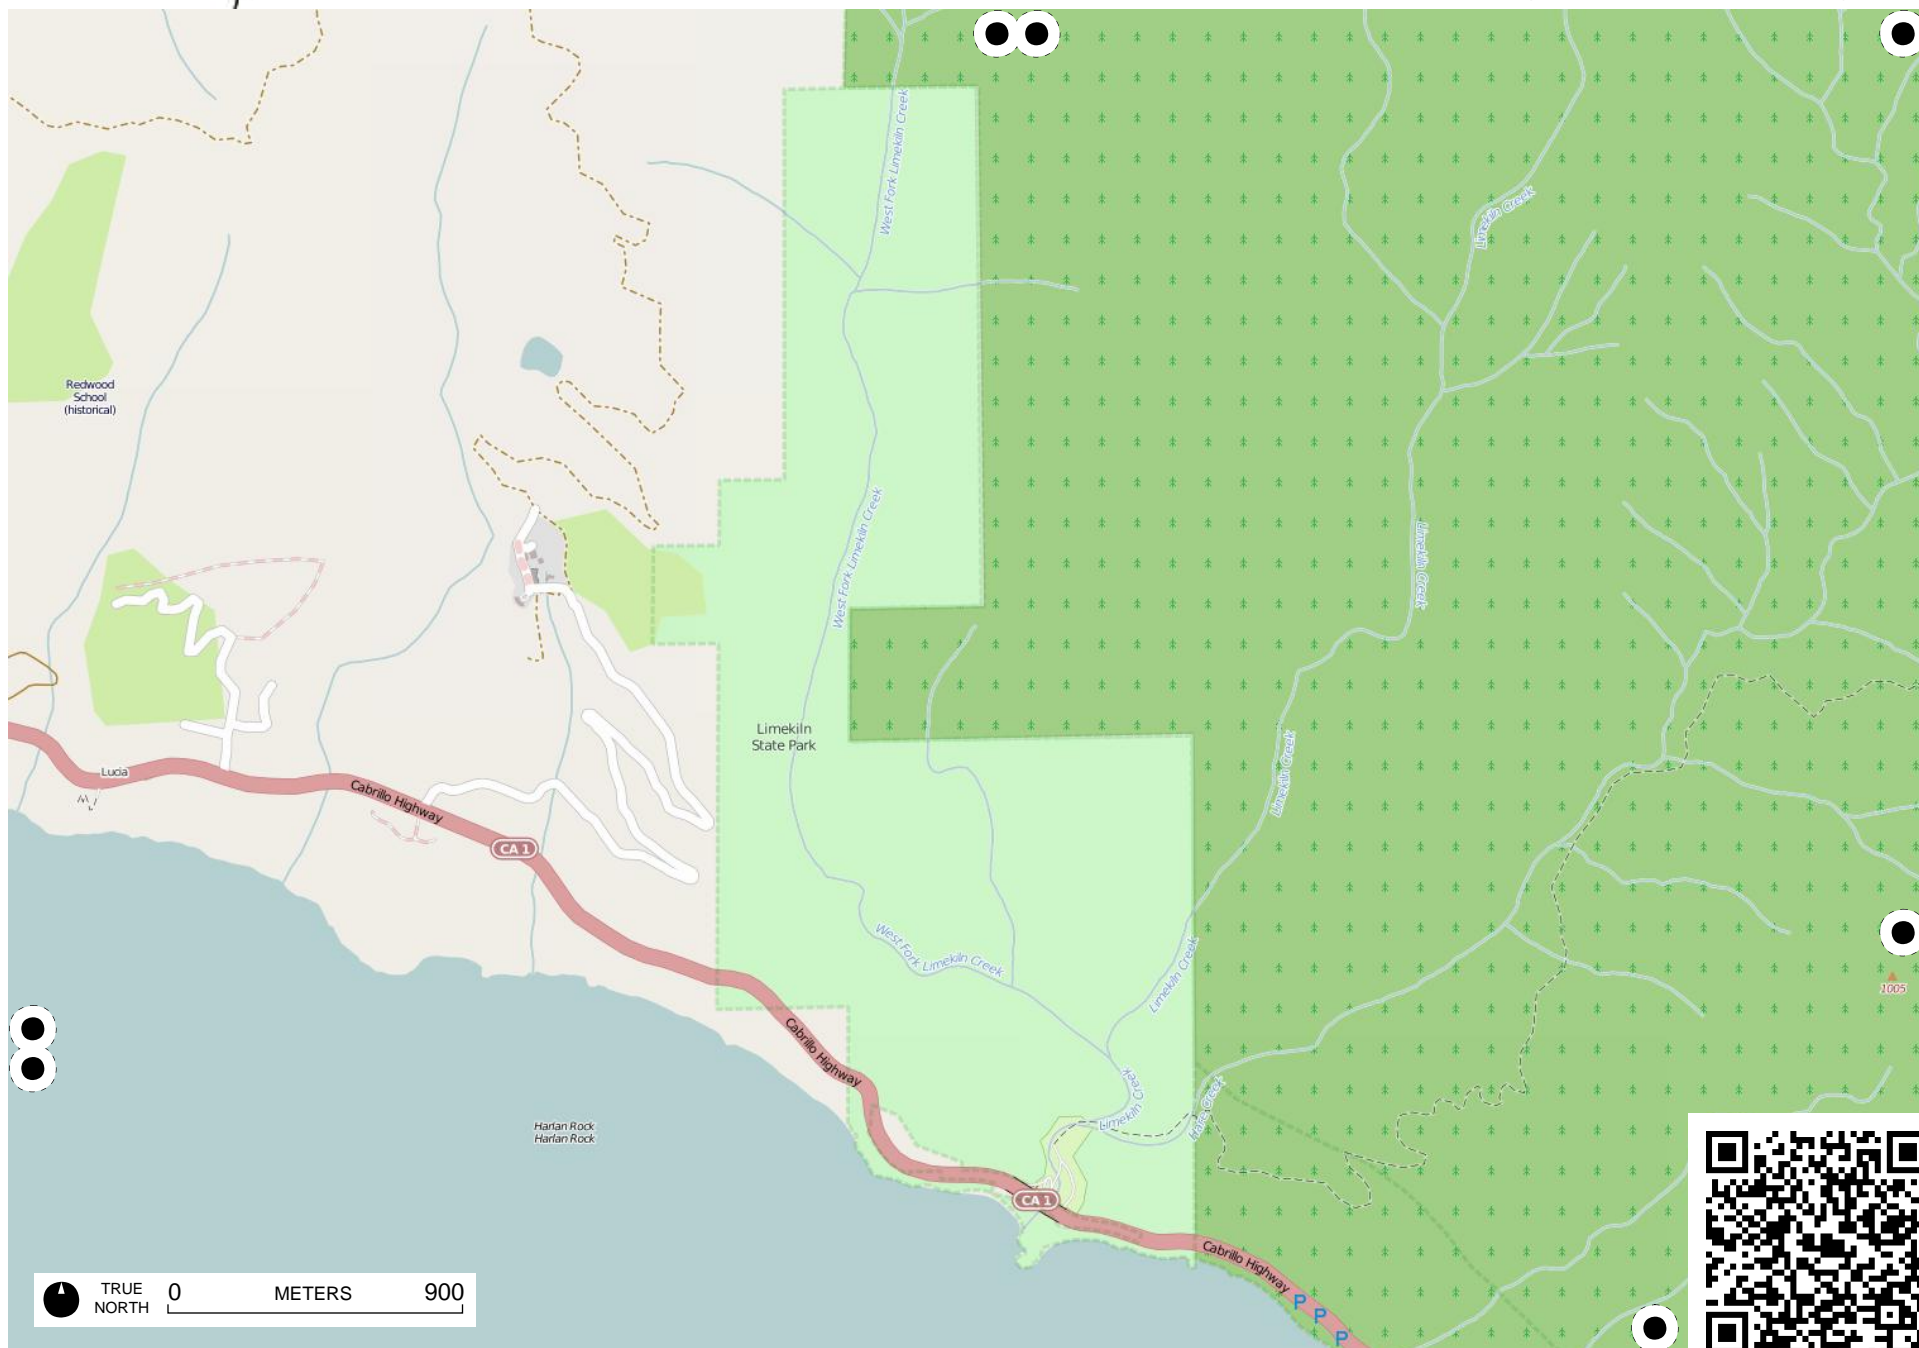 West Fork Limekiln Creek
Limekiln Creek
Redwood
School
(historical)
West Fork Limekiln Creek
Limekiln Creek
Limekiln
State Park
Limekiln Creek
Lucia
Cabrillo Highway
CA 1
West Fork Limekiln Creek
Limekiln Creek
1005
Cabrillo Highway
Limekiln Creek
Limekiln Creek
Hare Creek
Harlan Rock
Harlan Rock
CA 1
Cabrillo Highway
P
P
P
TRUE
NORTH
0 METERS 900